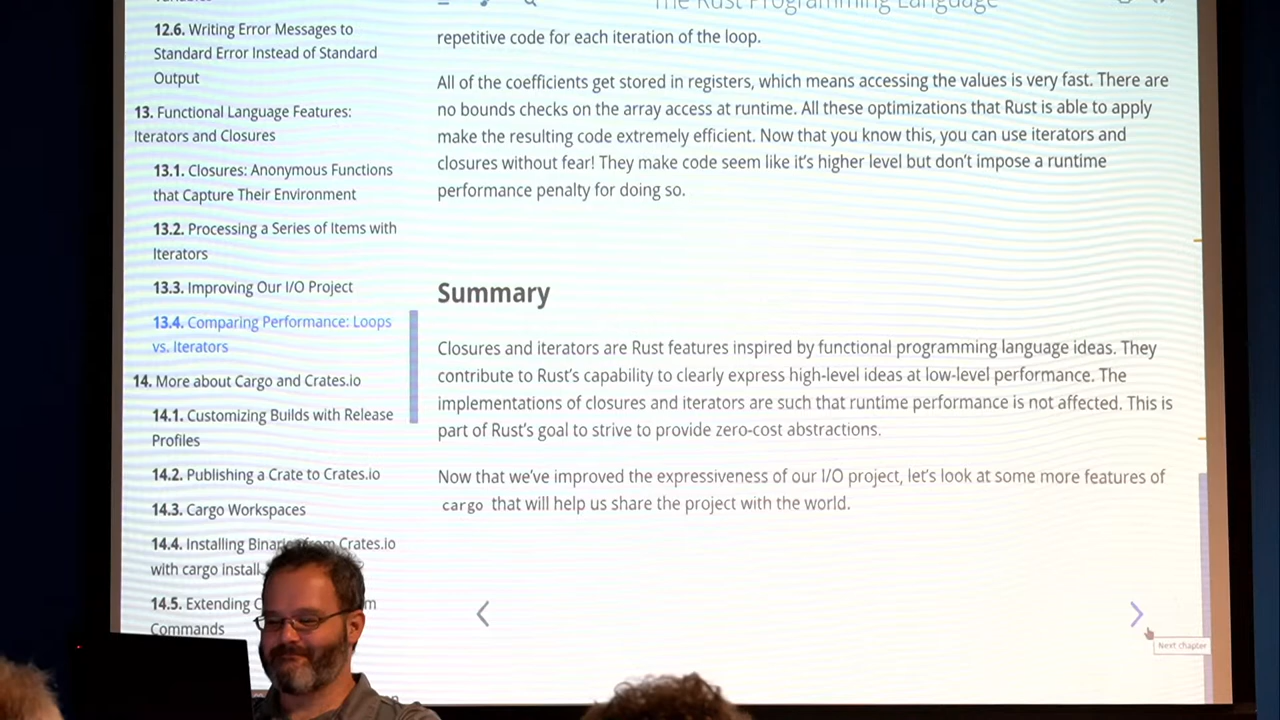 12.6. Writing Error Messages to
Standard Error Instead of Standard
Output
13. Functional Language Features:
Iterators and Closures
13.1. Closures: Anonymous Functions
that Capture Their Environment
13.2. Processing a Series of Items with
Iterators
13.3. Improving Our I/O Project
13.4. Comparing Performance: Loops
vs. Iterators
14. More about Cargo and Crates.io
14.1. Customizing Builds with Release
Profiles
14.2. Publishing a Crate to Crates.io
14.3. Cargo Workspaces
14.4. Installing Crates.io
with cargo install
14.5. Extending
Commands
The Rust Programming Language
repetitive code for each iteration of the loop.
All of the coefficients get stored in registers, which means accessing the values is very fast. There are
no bounds checks on the array access at runtime. All these optimizations that Rust is able to apply
make the resulting code extremely efficient. Now that you know this, you can use iterators and
closures without fear! They make code seem like it's higher level but don't impose a runtime
performance penalty for doing so.
Summary
Closures and iterators are Rust features inspired by functional programming language ideas. They
contribute to Rust's capability to clearly express high-level ideas at low-level performance. The
implementations of closures and iterators are such that runtime performance is not affected. This is
part of Rust's goal to strive to provide zero-cost abstractions.
Now that we've improved the expressiveness of our I/O project, let's look at some more features of
cargo that will help us share the project with the world.
Next chapter